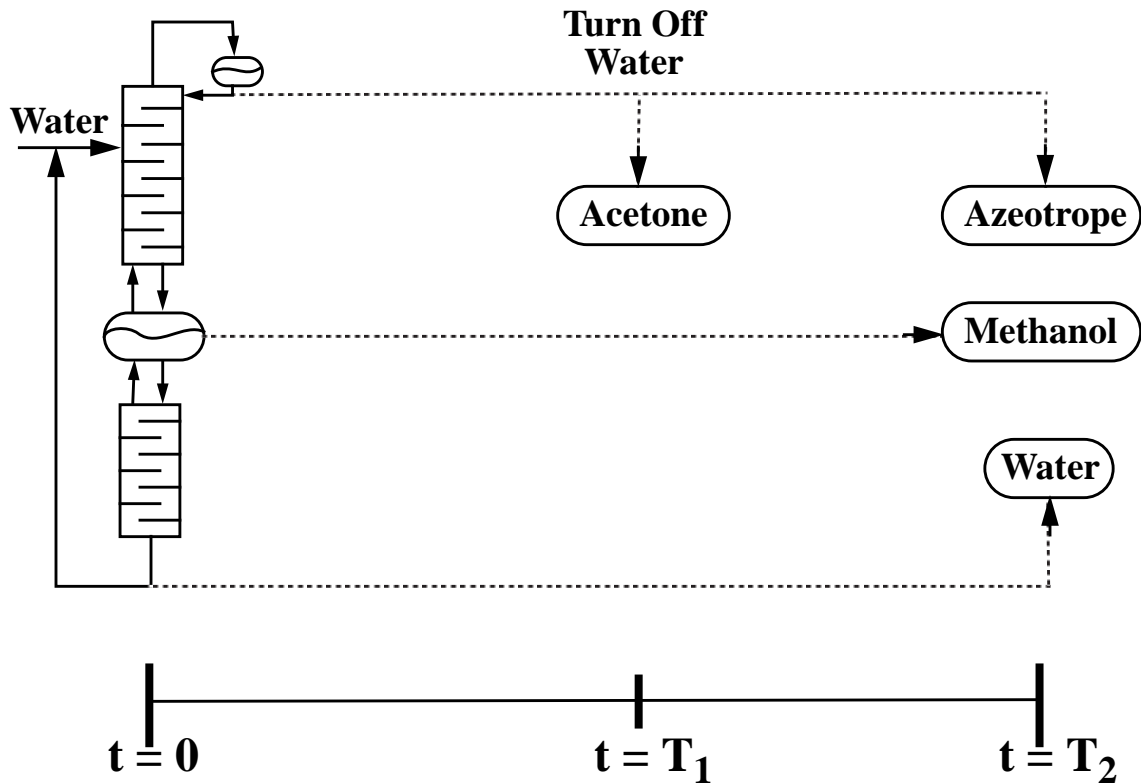 Turn Off
Water
Water
Acetone
Azeotrope
Methanol
Water
t = 0
t = T1
t = T2